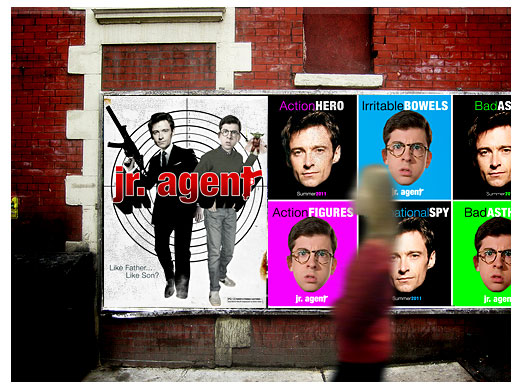 jr. agent
Like Father...
Like Son?
ActionHERO
Summer2011
IrritableBOWELS
jr. agent
BadAS
Summer20
ActionFIGURES
jr. agent
ationalSPY
Summer2011
BadASTH
jr. agent